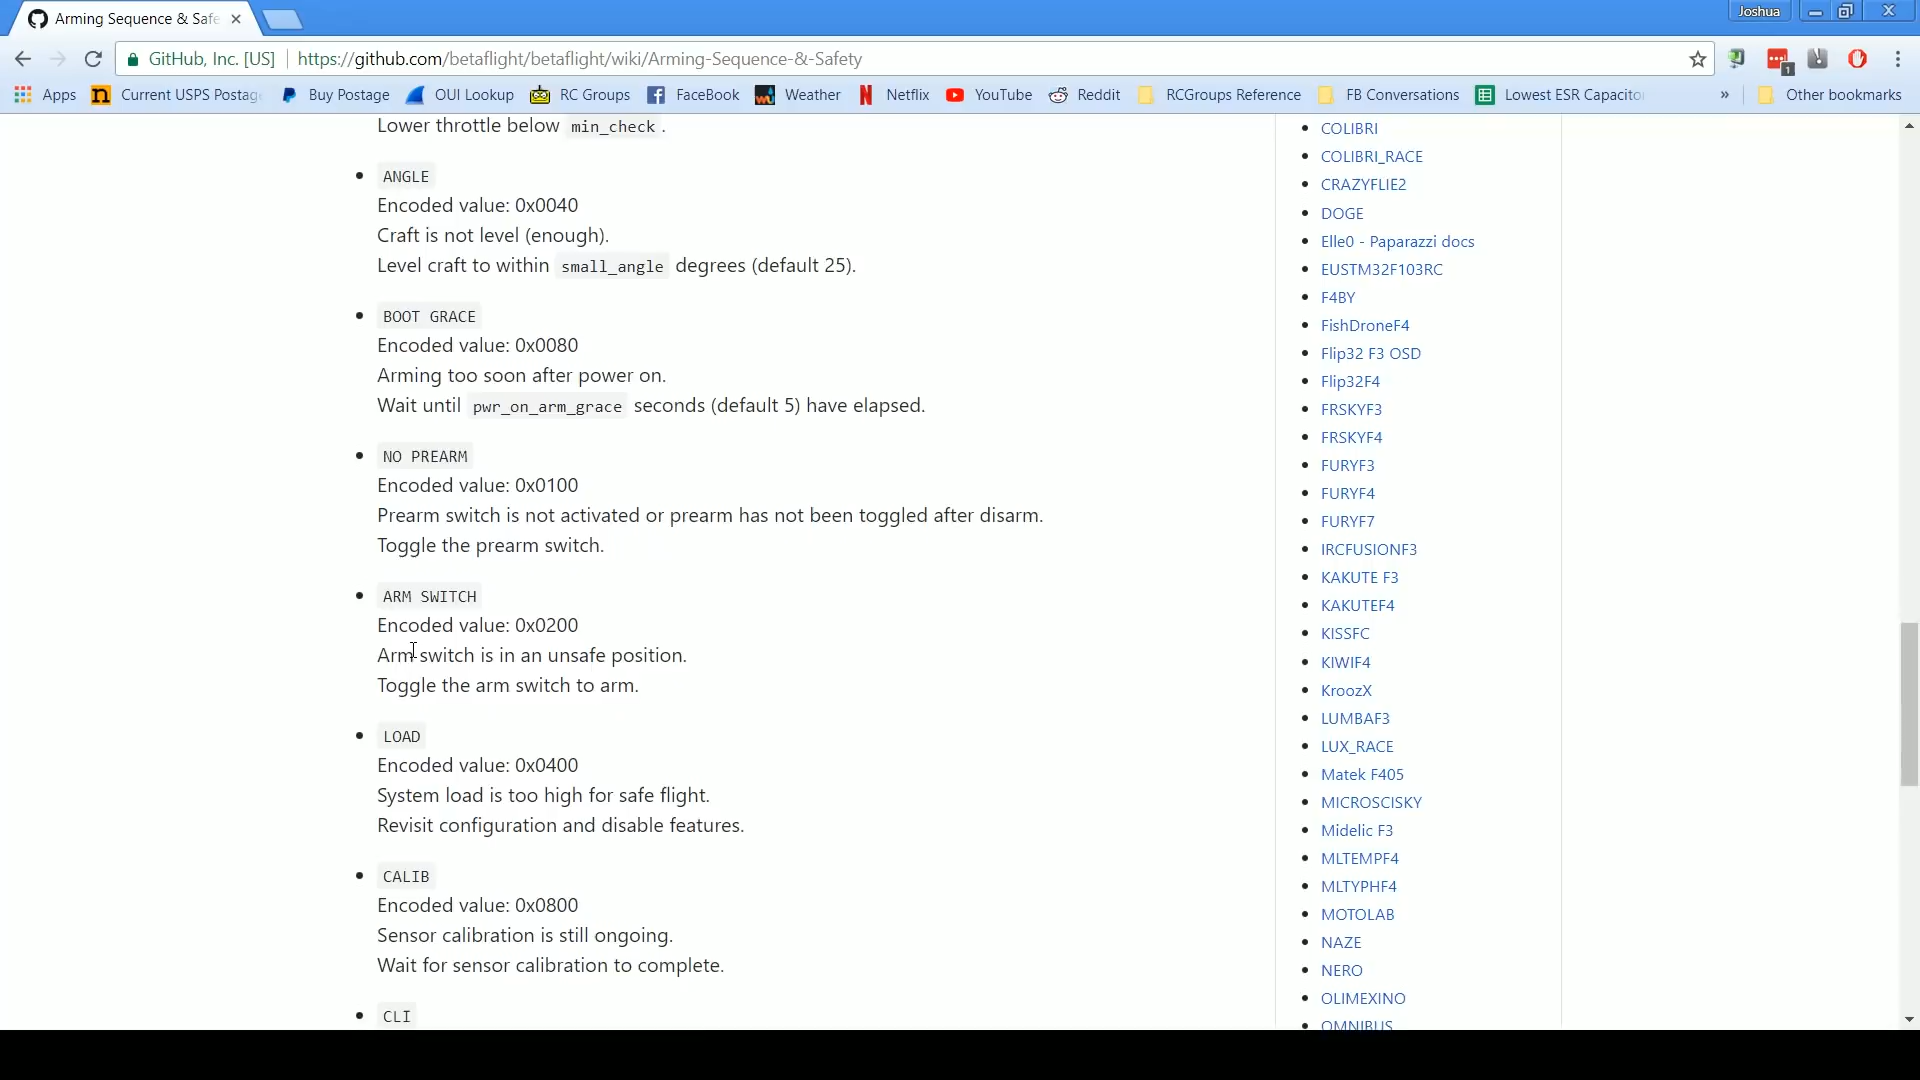 Arming Sequence & Safe
Joshua
GitHub, Inc. [US]
https://github.com/betaflight/betaflight/wiki/Arming-Sequence-&-Safety
1
Apps
Current USPS Postag
Buy Postage
OUI Lookup
RC Groups
FaceBook
Weather
Netflix
YouTube
Reddit
RCGroups Reference
FB Conversations
Lowest ESR Capacito
»
Other bookmarks
Lower throttle below min_check .
ANGLE
Encoded value: 0x0040
Craft is not level (enough).
Level craft to within small_angle degrees (default 25).
BOOT GRACE
Encoded value: 0x0080
Arming too soon after power on.
Wait until pwr_on_arm_grace seconds (default 5) have elapsed.
NO PREARM
Encoded value: 0x0100
Prearm switch is not activated or prearm has not been toggled after disarm.
Toggle the prearm switch.
ARM SWITCH
Encoded value: 0x0200
Arm switch is in an unsafe position.
Toggle the arm switch to arm.
LOAD
Encoded value: 0x0400
System load is too high for safe flight.
Revisit configuration and disable features.
CALIB
Encoded value: 0x0800
Sensor calibration is still ongoing.
Wait for sensor calibration to complete.
CLI
COLIBRI
COLIBRI_RACE
CRAZYFLIE2
DOGE
Elle0 - Paparazzi docs
EUSTM32F103RC
F4BY
FishDroneF4
Flip32 F3 OSD
Flip32F4
FRSKYF3
FRSKYF4
FURYF3
FURYF4
FURYF7
IRCFUSIONF3
KAKUTE F3
KAKUTEF4
KISSFC
KIWIF4
KroozX
LUMBAF3
LUX_RACE
Matek F405
MICROSCISKY
Midelic F3
MLTEMPF4
MLTYPHF4
MOTOLAB
NAZE
NERO
OLIMEXINO
OMNIBUS